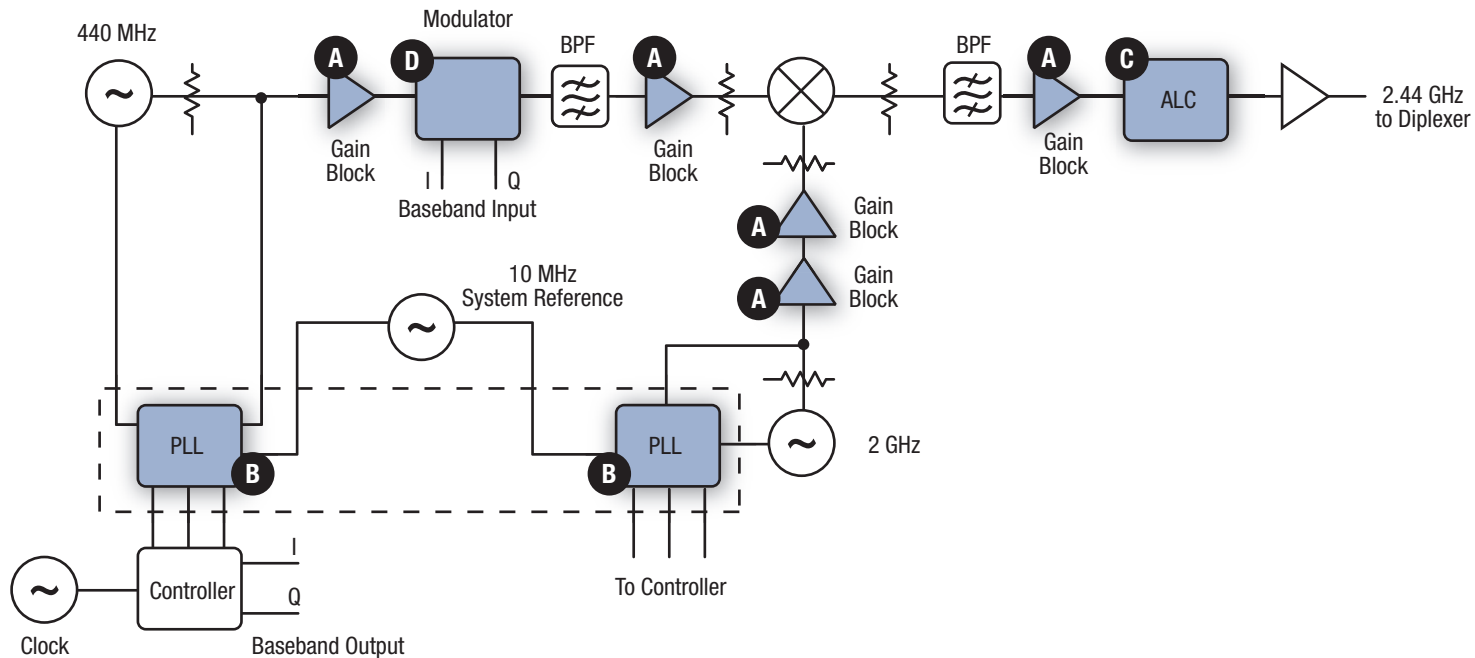 Modulator
440 MHz
A
D
BPF
A
BPF
A
C
ALC
2.44 GHz
to Diplexer
Gain
Block
I
Q
Baseband Input
Gain
Block
Gain
Block
A
Gain
Block
A
Gain
Block
10 MHz
System Reference
PLL
B
PLL
B
2 GHz
Controller
I
Q
Clock
Baseband Output
To Controller